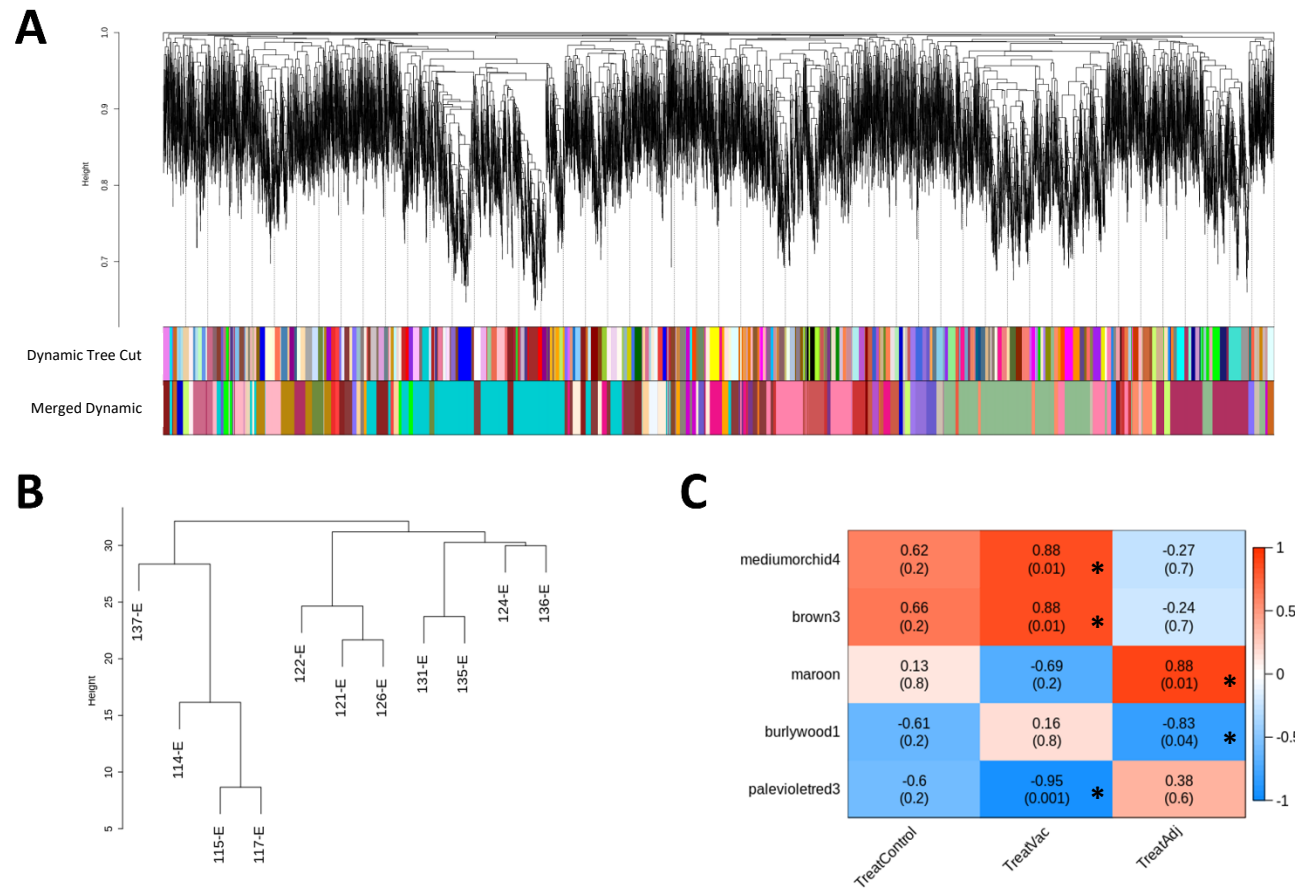 A
Height
1.0
0.9
0.8
0.7
Dynamic Tree Cut
Merged Dynamic
B
Height
30
25
20
15
10
5
137-E
114-E
115-E
117-E
122-E
121-E
126-E
131-E
135-E
124-E
136-E
C
mediumorchid4
0.62 0.88 -0.27
(0.2) (0.01) * (0.7)
brown3
0.66 0.88 -0.24
(0.2) (0.01) * (0.7)
maroon
0.13 -0.69 0.88
(0.8) (0.2) (0.01) *
burlywood1
-0.61 0.16 -0.83
(0.2) (0.8) (0.04) *
palevioletred3
-0.6 -0.95 0.38
(0.2) (0.001) * (0.6)
TreatControl
TreatVac
TreatAdj
1
0.5
0
-0.5
-1